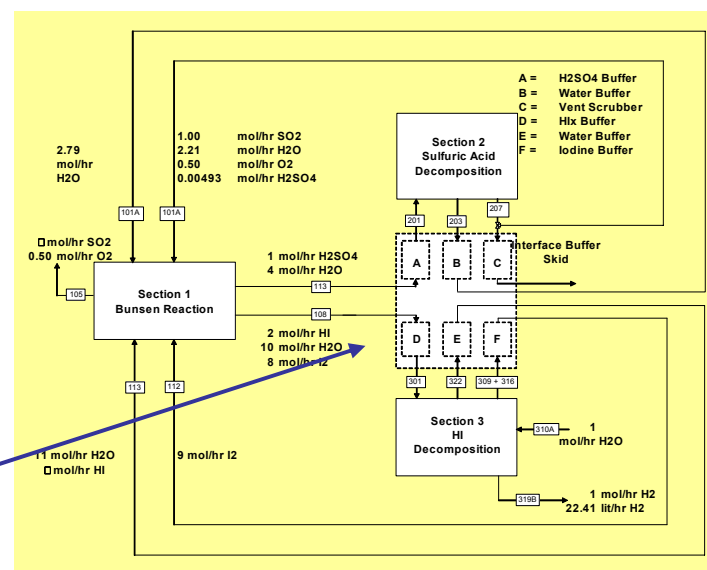 A = H2SO4 Buffer
B = Water Buffer
C = Vent Scrubber
D = HIx Buffer
E = Water Buffer
F = Iodine Buffer
2.79
mol/hr
H2O
1.00 mol/hr SO2
2.21 mol/hr H2O
0.50 mol/hr O2
0.00493 mol/hr H2SO4
Section 2
Sulfuric Acid
Decomposition
101A
101A
201
203
207
□ mol/hr SO2
0.50 mol/hr O2
105
Section 1
Bunsen Reaction
1 mol/hr H2SO4
4 mol/hr H2O
113
A
B
C
Interface Buffer
Skid
108
2 mol/hr HI
10 mol/hr H2O
8 mol/hr I2
D
E
F
113
112
301
322
309 + 316
Section 3
HI
Decomposition
310A
1
mol/hr H2O
11 mol/hr H2O
□ mol/hr HI
9 mol/hr I2
319B
1 mol/hr H2
22.41 lit/hr H2